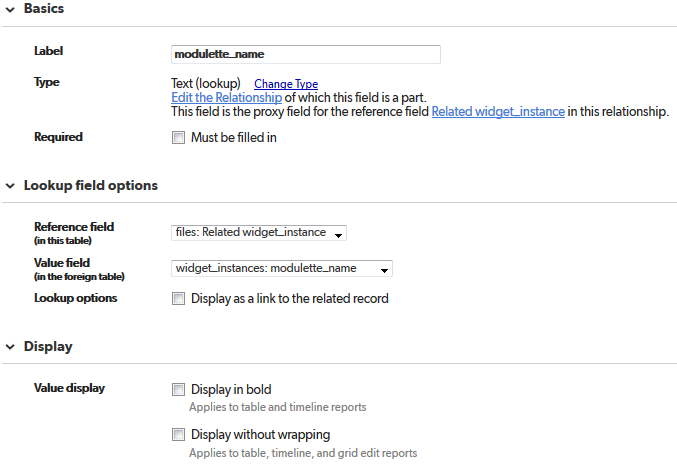 Basics
Label modulette_name
Type Text (lookup) Change Type
Edit the Relationship of which this field is a part.
This field is the proxy field for the reference field Related widget_instance in this relationship.
Required Must be filled in
Lookup field options
Reference field files: Related widget_instance
(in this table)
Value field widget_instances: modulette_name
(in the foreign table)
Lookup options Display as a link to the related record
Display
Value display Display in bold
Applies to table and timeline reports
Display without wrapping
Applies to table, timeline, and grid edit reports